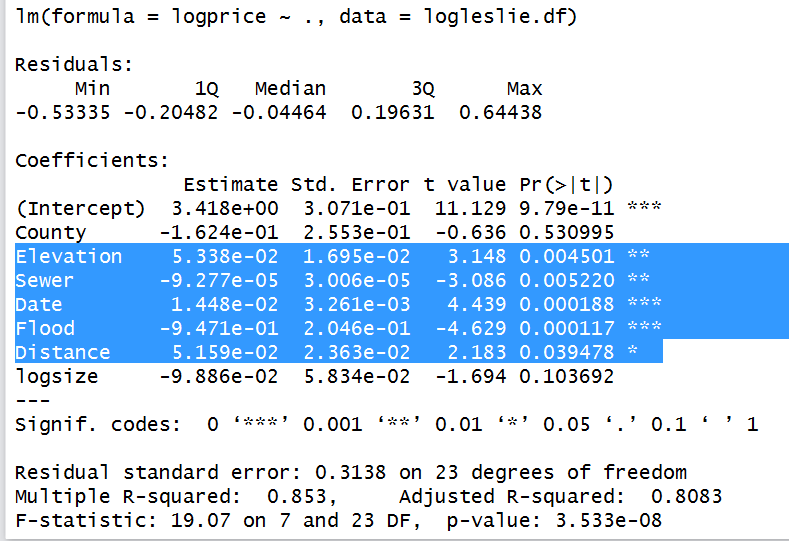 lm(formula = logprice ~ ., data = logleslie.df)
Residuals:
Min 1Q Median 3Q Max
-0.53335 -0.20482 -0.04464 0.19631 0.64438
Coefficients:
Estimate Std. Error t value Pr(>|t|)
(Intercept) 3.418e+00 3.071e-01 11.129 9.79e-11 ***
County -1.624e-01 2.553e-01 -0.636 0.530995
Elevation 5.338e-02 1.695e-02 3.148 0.004501 **
Sewer -9.277e-05 3.006e-05 -3.086 0.005220 **
Date 1.448e-02 3.261e-03 4.439 0.000188 ***
Flood -9.471e-01 2.046e-01 -4.629 0.000117 ***
Distance 5.159e-02 2.363e-02 2.183 0.039478 *
logsize -9.886e-02 5.834e-02 -1.694 0.103692
---
Signif. codes: 0 ‘***’ 0.001 ‘**’ 0.01 ‘*’ 0.05 ‘.’ 0.1 ‘ ’ 1
Residual standard error: 0.3138 on 23 degrees of freedom
Multiple R-squared: 0.853, Adjusted R-squared: 0.8083
F-statistic: 19.07 on 7 and 23 DF, p-value: 3.533e-08